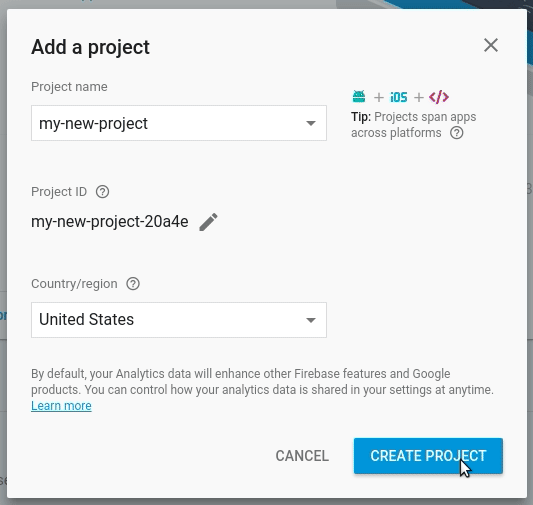 Add a project
Project name
my-new-project
+ iOS + </>
Tip: Projects span apps
across platforms ?
Project ID ?
my-new-project-20a4e
Country/region ?
United States
By default, your Analytics data will enhance other Firebase features and Google
products. You can control how your analytics data is shared in your settings at anytime.
Learn more
CANCEL
CREATE PROJECT